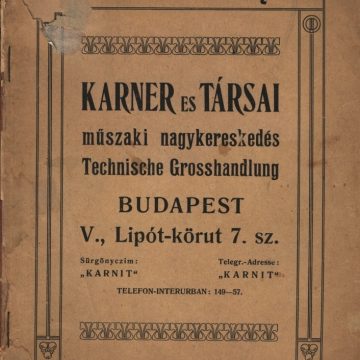 KARNER ES TÁRSAI
műszaki nagykereskedés
Technische Grosshandlung
BUDAPEST
V., Lipót-körut 7. sz.
Sürgönyczim: Telegr.-Adresse:
„KARNIT" „KARNIT"
TELEFON-INTERURBAN: 149—57.